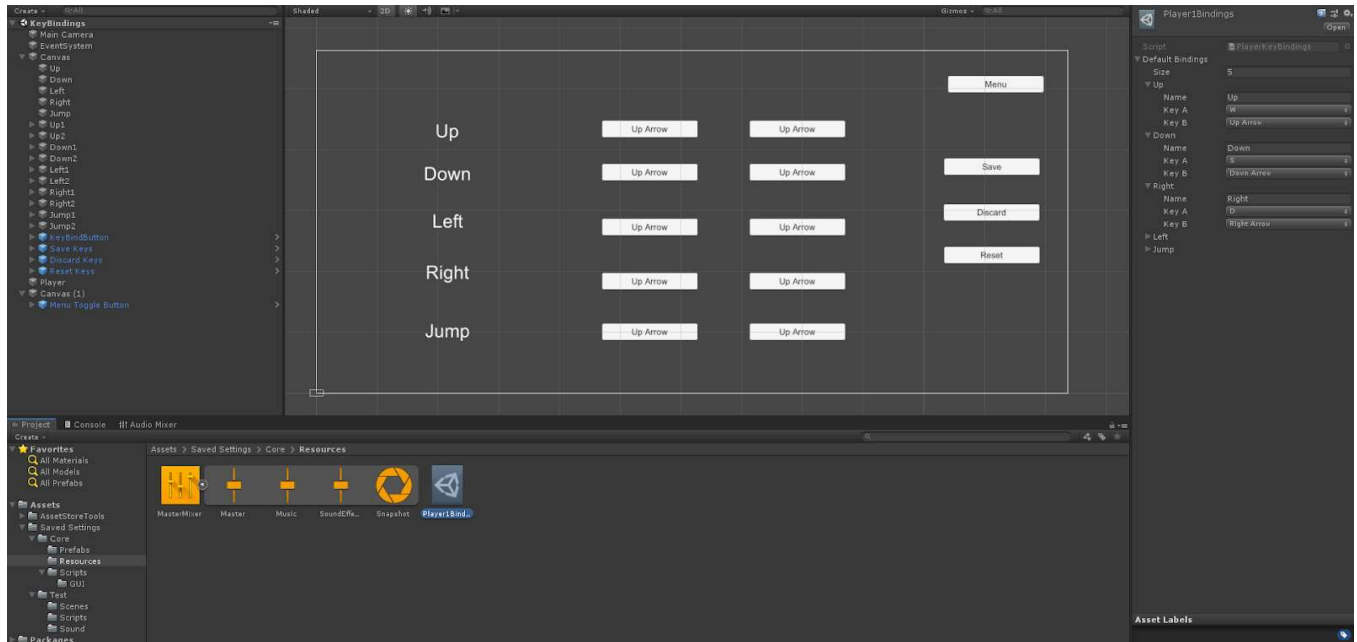 Create
All
KeyBindings
Main Camera
EventSystem
Canvas
Up
Down
Left
Right
Jump
Up1
Up2
Down1
Down2
Left1
Left2
Right1
Right2
Jump1
Jump2
KeyBindButton
Save Keys
Discard Keys
Reset Keys
Player
Canvas (1)
Menu Toggle Button
Shaded 2D Gizmos All
Menu
Up Up Arrow Up Arrow
Down Up Arrow Up Arrow Save
Left Up Arrow Up Arrow Discard
Reset
Right Up Arrow Up Arrow
Jump Up Arrow Up Arrow
Player1Bindings
Open
Script PlayerKeyBindings
Default Bindings
Size 5
Up
Name Up
Key A W
Key B Up Arrow
Down
Name Down
Key A S
Key B Down Arrow
Right
Name Right
Key A D
Key B Right Arrow
Left
Jump
Project Console Audio Mixer
Create
Favorites
All Materials
All Models
All Prefabs
Assets
AssetStoreTools
Saved Settings
Core
Prefabs
Resources
Scripts
GUI
Test
Scenes
Scripts
Sound
Packages
Assets > Saved Settings > Core > Resources
MasterMixer Master Music SoundEffe... Snapshot Player1Bind...
Asset Labels